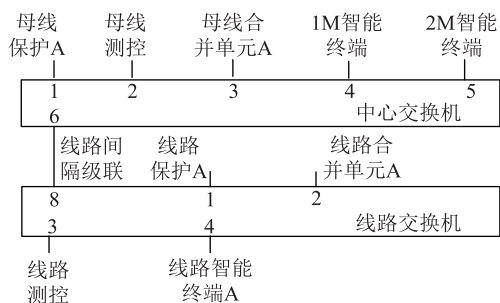 母线 母线 母线合 1M智能 2M智能
保护A 测控 并单元A 终端 终端
1 2 3 4 5
6 中心交换机
线路间 线路 线路合
隔级联 保护A 并单元A
8 1 2
3 4 线路交换机
线路 线路智能
测控 终端A